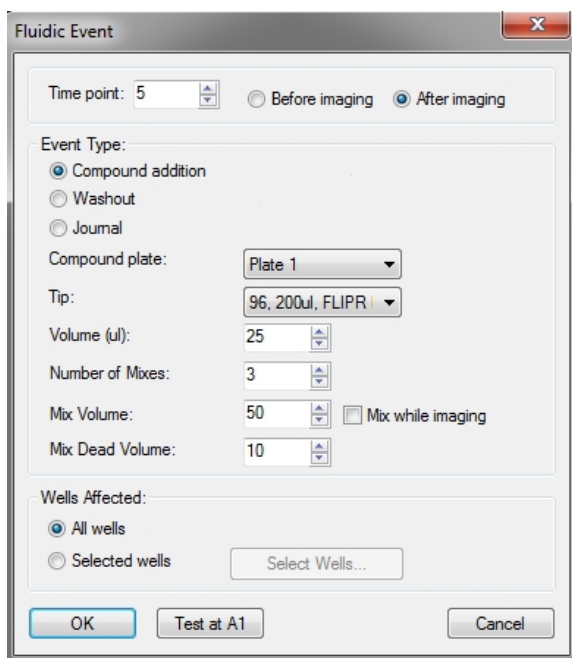 Fluidic Event
Time point: 5 Before imaging After imaging
Event Type:
Compound addition
Washout
Journal
Compound plate: Plate 1
Tip: 96, 200ul, FLIPR
Volume (ul): 25
Number of Mixes: 3
Mix Volume: 50 Mix while imaging
Mix Dead Volume: 10
Wells Affected:
All wells
Selected wells Select Wells...
OK Test at A1 Cancel